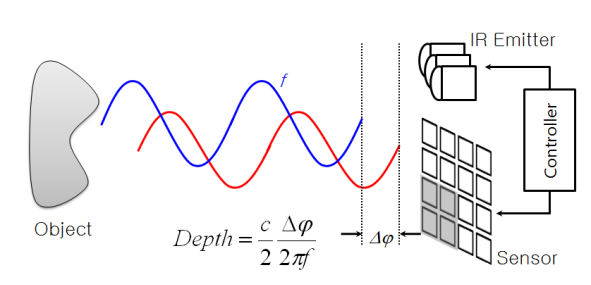 IR Emitter
f
Controller
Object
Depth = c/2 Δφ/2πf
Δφ
Sensor